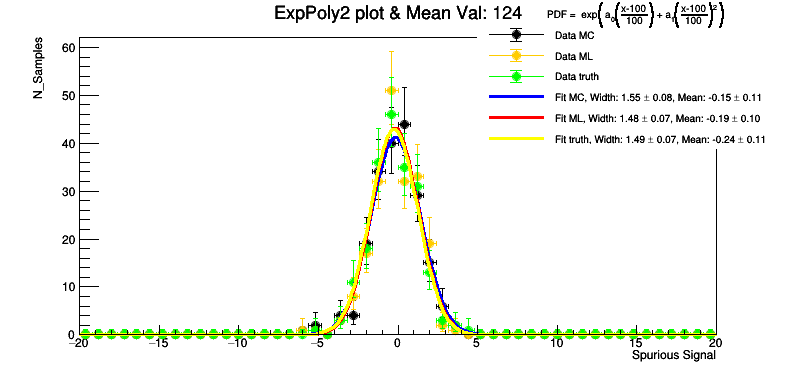 ExpPoly2 plot & Mean Val: 124
PDF = exp(a₀(x-100/100) + a₁(x-100/100)²)
Data MC
Data ML
Data truth
Fit MC, Width: 1.55 ± 0.08, Mean: -0.15 ± 0.11
Fit ML, Width: 1.48 ± 0.07, Mean: -0.19 ± 0.10
Fit truth, Width: 1.49 ± 0.07, Mean: -0.24 ± 0.11
N_Samples
60
50
40
30
20
10
0
−20 −15 −10 −5 0 5 10 15 20
Spurious Signal